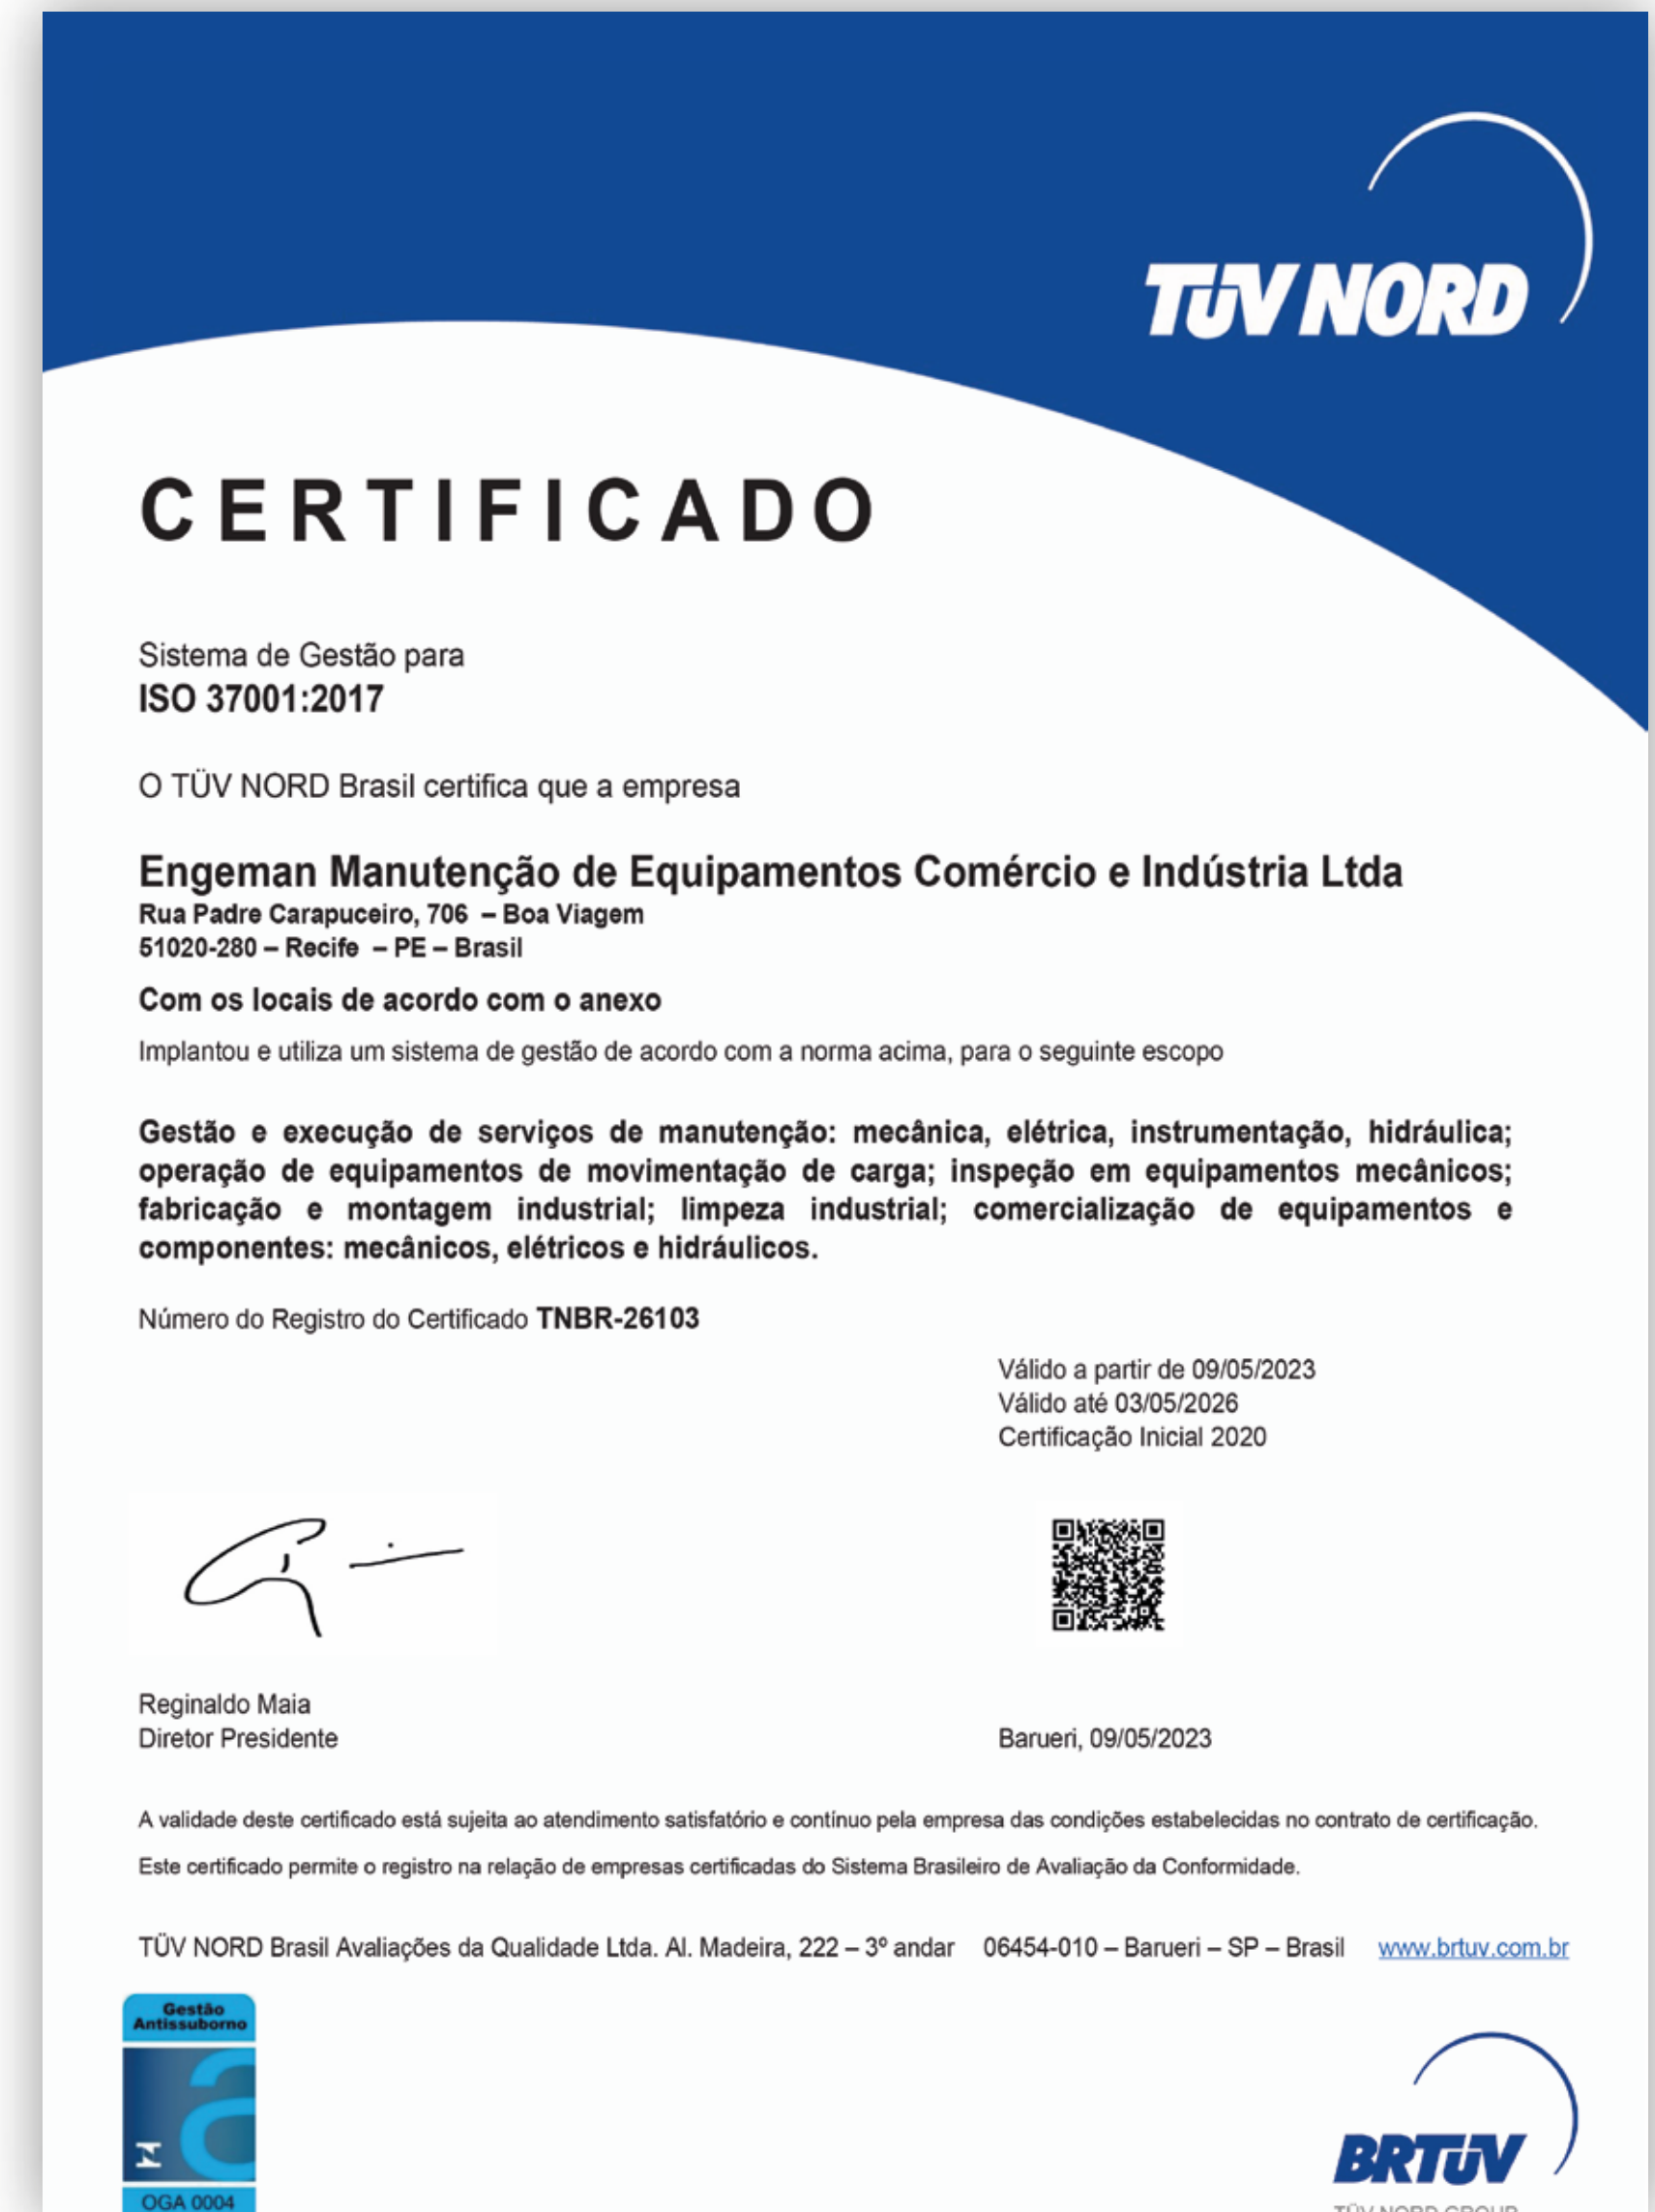 TÜV NORD
CERTIFICADO
Sistema de Gestão para
ISO 37001:2017
O TÜV NORD Brasil certifica que a empresa
Engeman Manutenção de Equipamentos Comércio e Indústria Ltda
Rua Padre Carapuceiro, 706 – Boa Viagem
51020-280 – Recife – PE – Brasil
Com os locais de acordo com o anexo
Implantou e utiliza um sistema de gestão de acordo com a norma acima, para o seguinte escopo
Gestão e execução de serviços de manutenção: mecânica, elétrica, instrumentação, hidráulica;
operação de equipamentos de movimentação de carga; inspeção em equipamentos mecânicos;
fabricação e montagem industrial; limpeza industrial; comercialização de equipamentos e
componentes: mecânicos, elétricos e hidráulicos.
Número do Registro do Certificado TNBR-26103
Válido a partir de 09/05/2023
Válido até 03/05/2026
Certificação Inicial 2020
Reginaldo Maia
Diretor Presidente
Barueri, 09/05/2023
A validade deste certificado está sujeita ao atendimento satisfatório e contínuo pela empresa das condições estabelecidas no contrato de certificação.
Este certificado permite o registro na relação de empresas certificadas do Sistema Brasileiro de Avaliação da Conformidade.
TÜV NORD Brasil Avaliações da Qualidade Ltda. Al. Madeira, 222 – 3º andar 06454-010 – Barueri – SP – Brasil www.brtuv.com.br
Gestão
Antissuborno
OGA 0004
BRTÜV
TÜV NORD GROUP